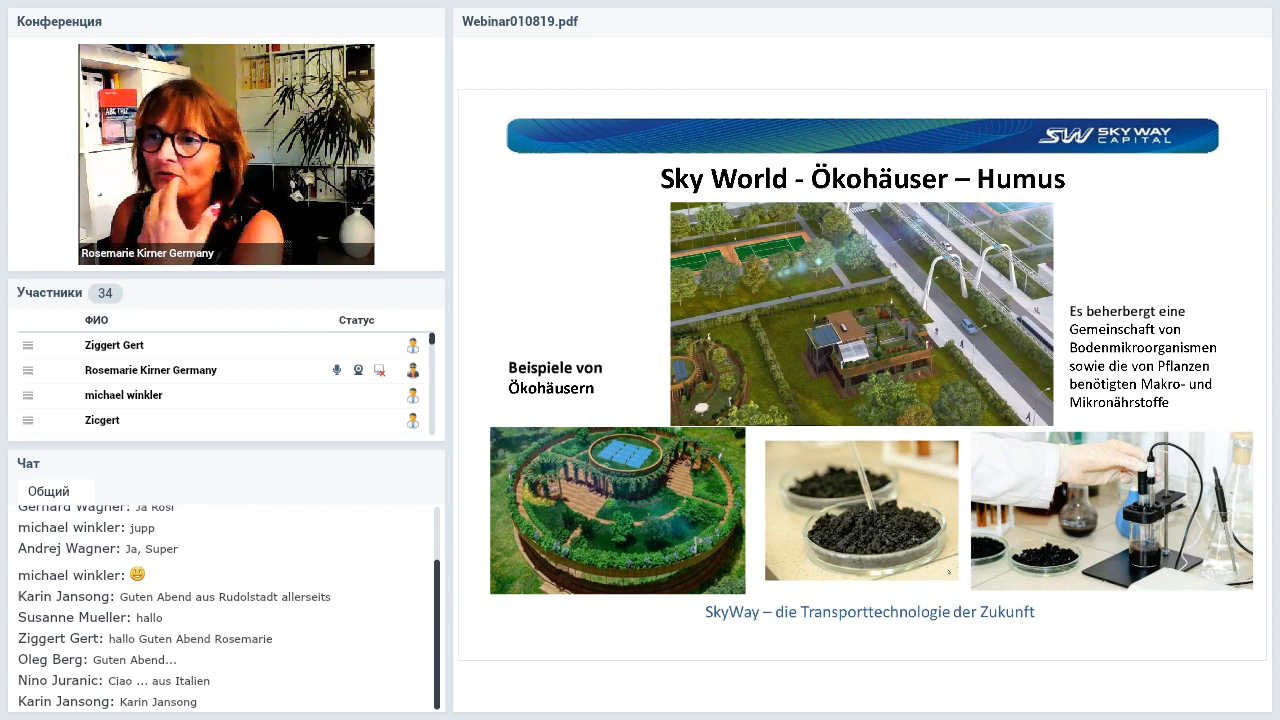 Конференция
ABC TRIZ
Rosemarie Kirner Germany
Участники 34
ФИО Статус
Ziggert Gert
Rosemarie Kirner Germany
michael winkler
Zicgert
Чат
Общий
Gerhard Wagner: Ja Rosi
michael winkler: jupp
Andrej Wagner: Ja, Super
michael winkler:
Karin Jansong: Guten Abend aus Rudolstadt allerseits
Susanne Mueller: hallo
Ziggert Gert: hallo Guten Abend Rosemarie
Oleg Berg: Guten Abend...
Nino Juranic: Ciao ... aus Italien
Karin Jansong: Karin Jansong
Webinar010819.pdf
SW SKY WAY
CAPITAL
Sky World - Ökohäuser – Humus
Beispiele von
Ökohäusern
Es beherbergt eine
Gemeinschaft von
Bodenmikroorganismen
sowie die von Pflanzen
benötigten Makro- und
Mikronährstoffe
SkyWay – die Transporttechnologie der Zukunft